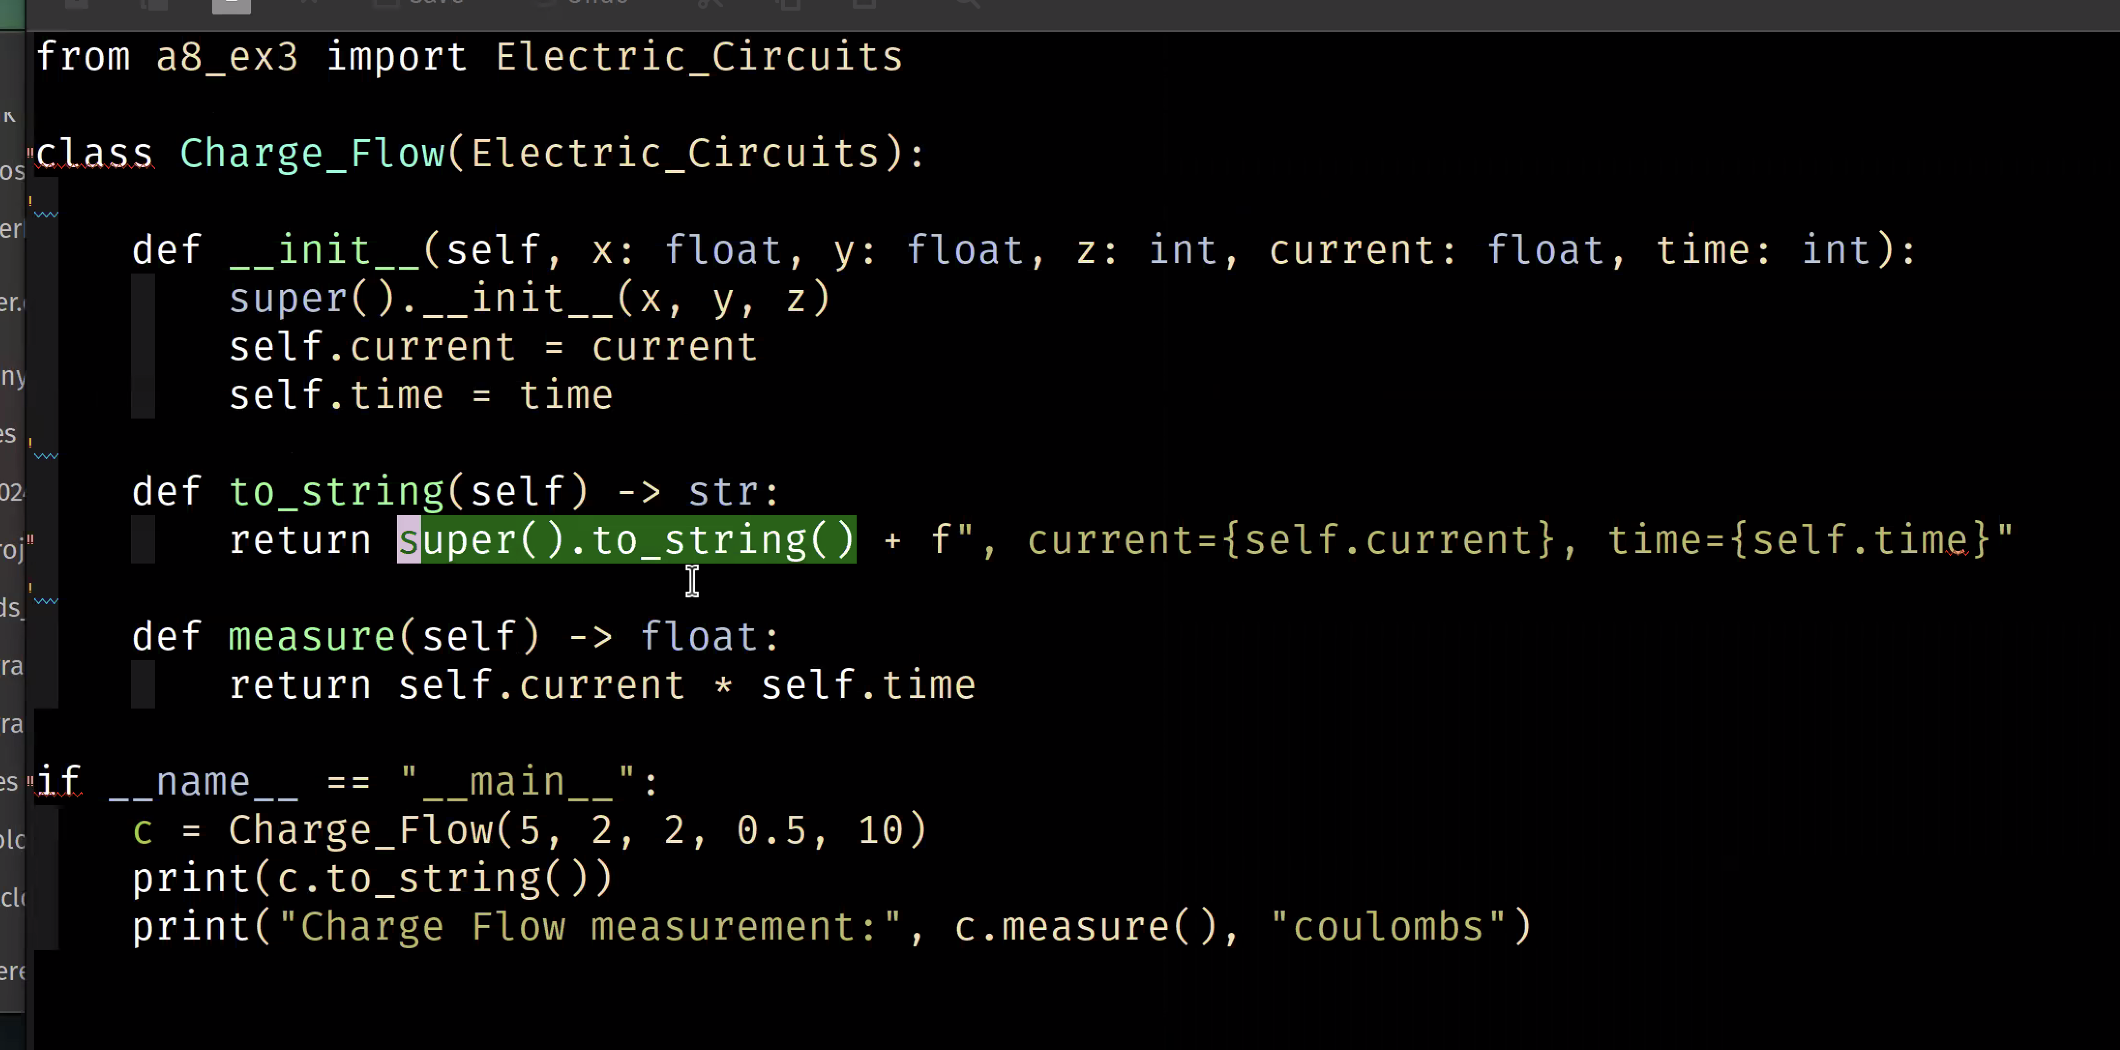 from a8_ex3 import Electric_Circuits
class Charge_Flow(Electric_Circuits):
def __init__(self, x: float, y: float, z: int, current: float, time: int):
super().__init__(x, y, z)
self.current = current
self.time = time
def to_string(self) -> str:
return super().to_string() + f", current={self.current}, time={self.time}"
def measure(self) -> float:
return self.current * self.time
if __name__ == "__main__":
c = Charge_Flow(5, 2, 2, 0.5, 10)
print(c.to_string())
print("Charge Flow measurement:", c.measure(), "coulombs")